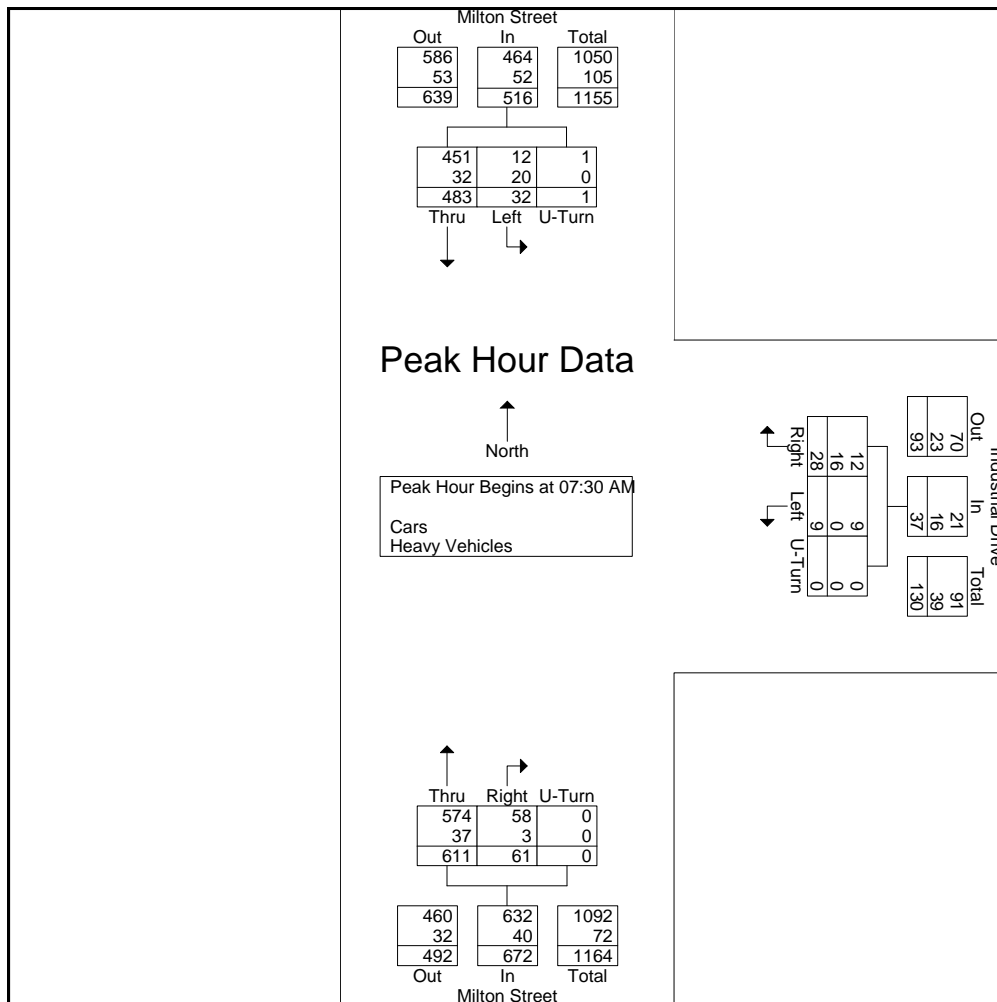 Milton Street
Out In Total
586 464 1050
53 52 105
639 516 1155
451 12 1
32 20 0
483 32 1
Thru Left U-Turn
Peak Hour Data
North
Peak Hour Begins at 07:30 AM
Cars
Heavy Vehicles
Industrial Drive
Out In Total
70 21 91
23 16 39
93 37 130
12 9 0
16 0 0
28 9 0
Right Left U-Turn
Thru Right U-Turn
574 58 0
37 3 0
611 61 0
460 632 1092
32 40 72
492 672 1164
Out In Total
Milton Street